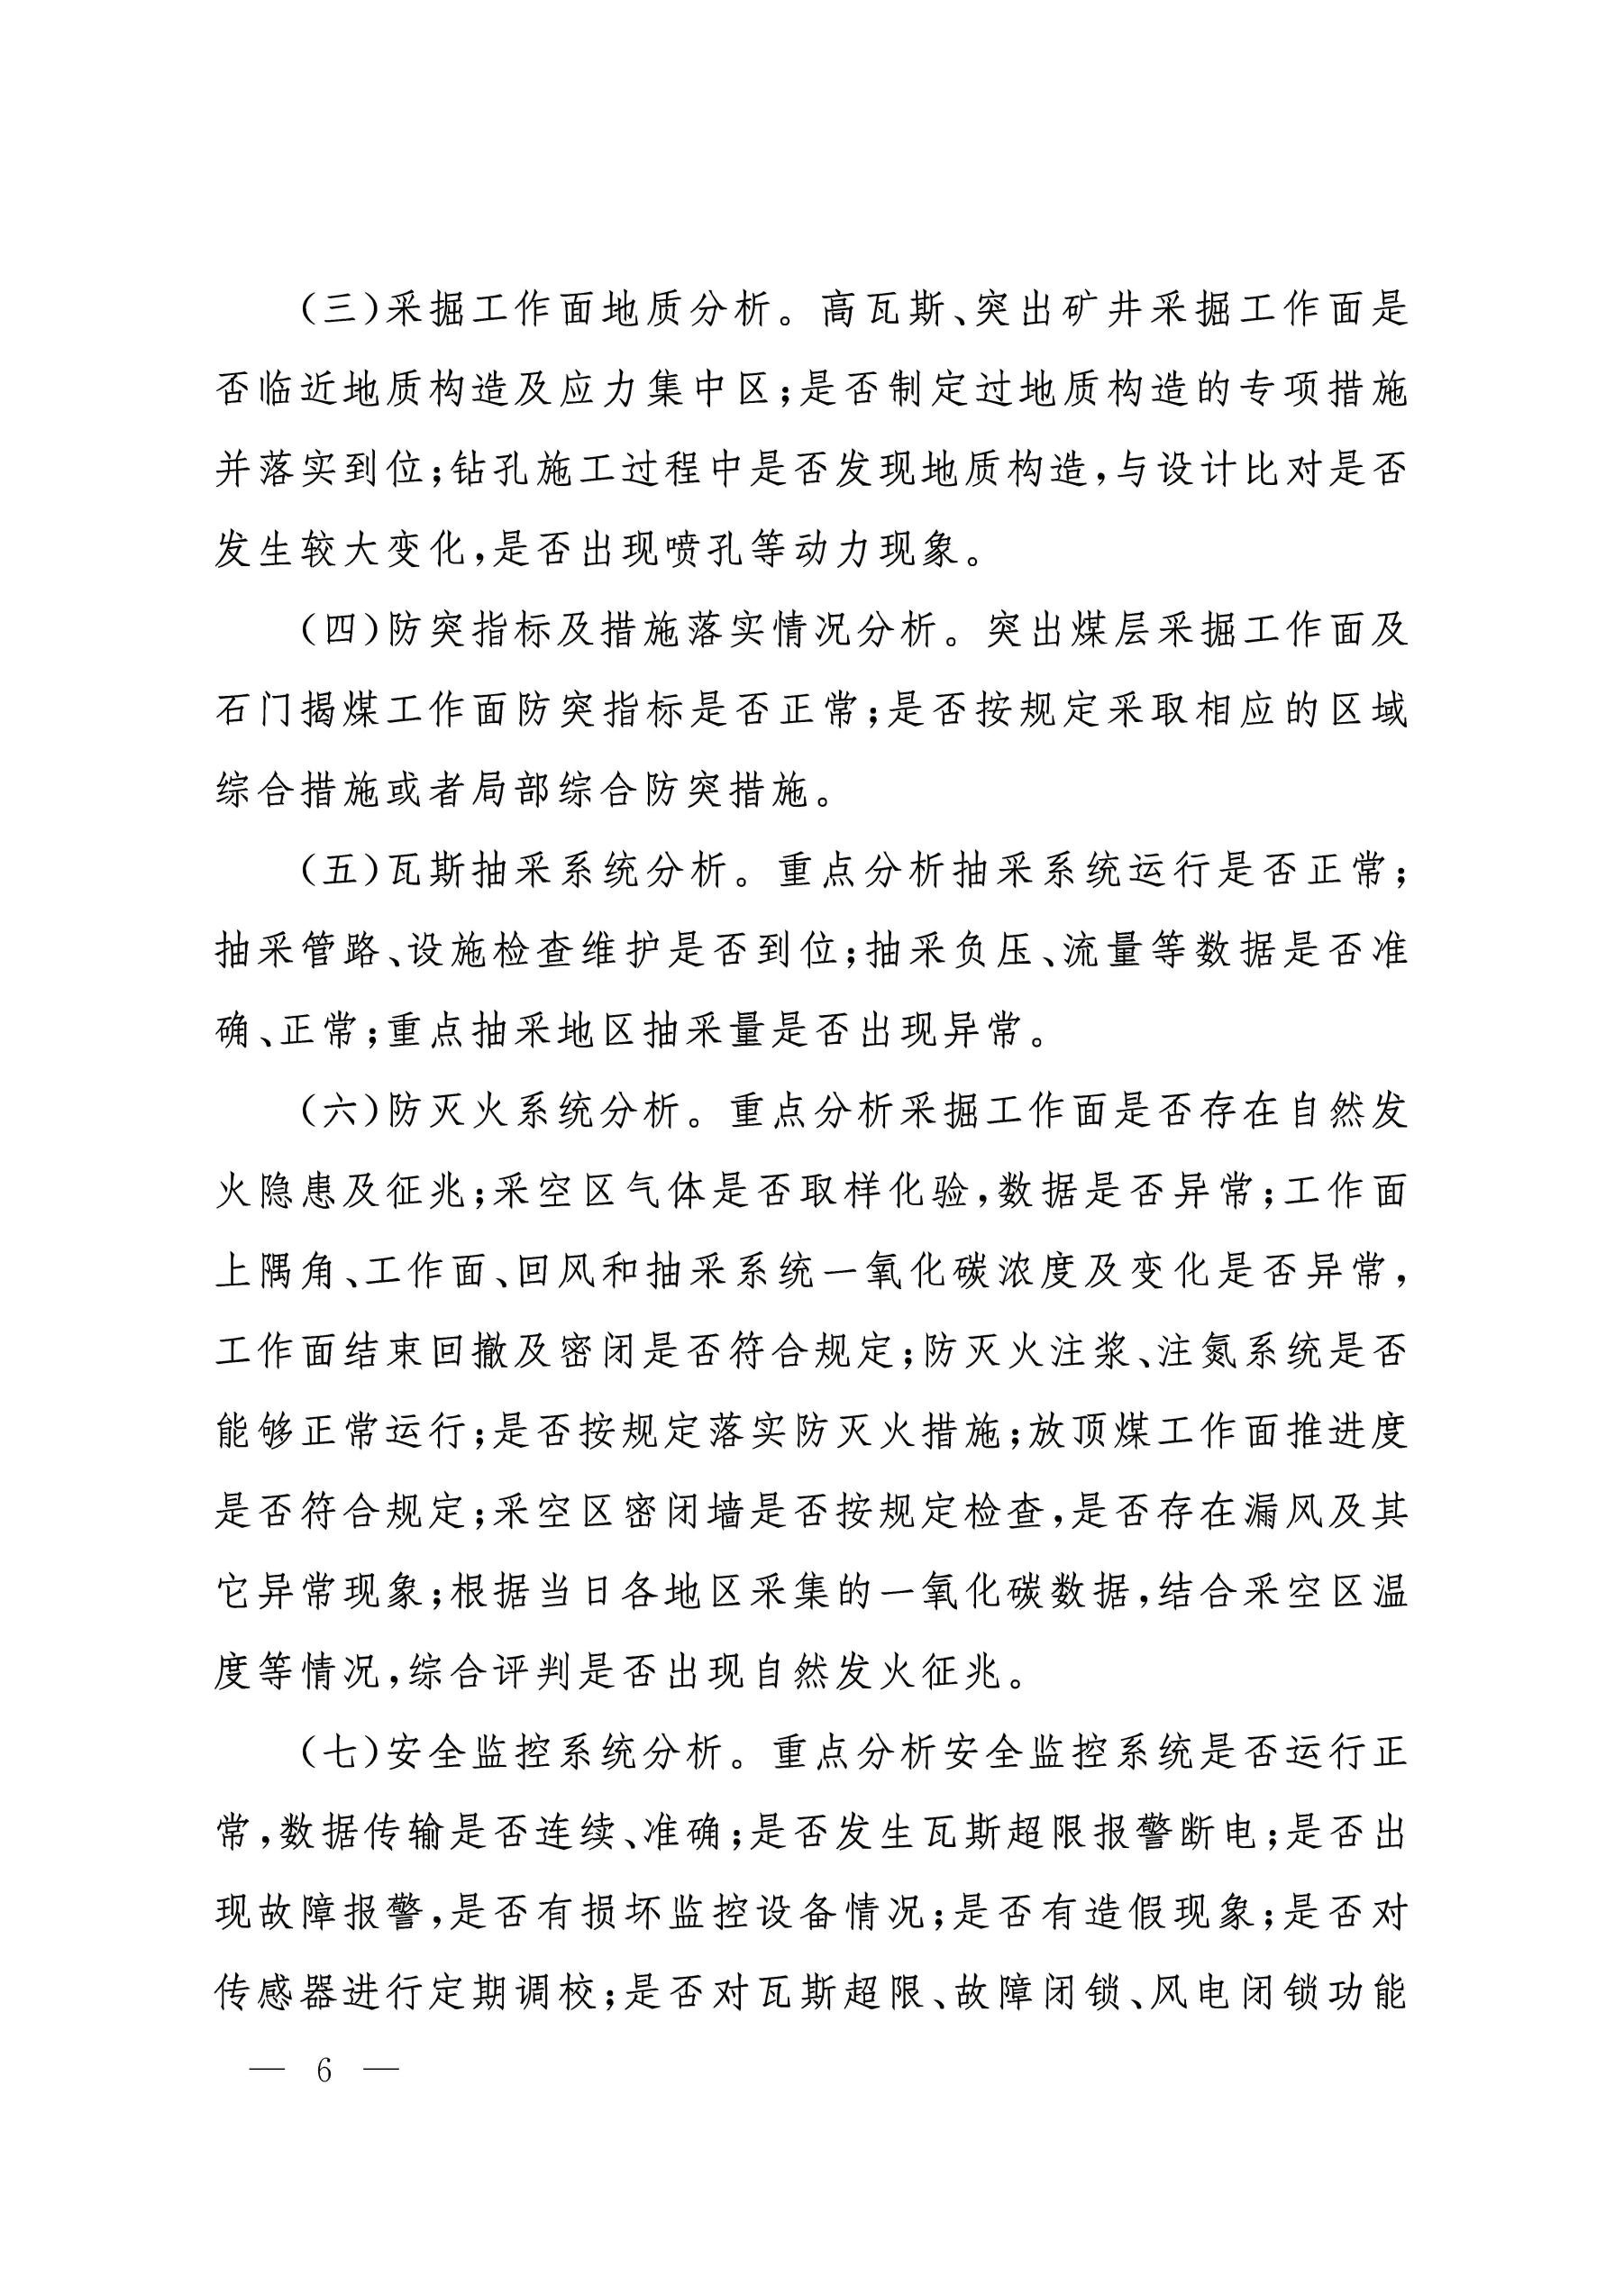 (三)采掘工作面地质分析。高瓦斯、突出矿井采掘工作面是
否临近地质构造及应力集中区;是否制定过地质构造的专项措施
并落实到位;钻孔施工过程中是否发现地质构造,与设计比对是否
发生较大变化,是否出现喷孔等动力现象。
(四)防突指标及措施落实情况分析。突出煤层采掘工作面及
石门揭煤工作面防突指标是否正常;是否按规定采取相应的区域
综合措施或者局部综合防突措施。
(五)瓦斯抽采系统分析。重点分析抽采系统运行是否正常;
抽采管路、设施检查维护是否到位;抽采负压、流量等数据是否准
确、正常;重点抽采地区抽采量是否出现异常。
(六)防灭火系统分析。重点分析采掘工作面是否存在自然发
火隐患及征兆;采空区气体是否取样化验,数据是否异常;工作面
上隅角、工作面、回风和抽采系统一氧化碳浓度及变化是否异常,
工作面结束回撤及密闭是否符合规定;防灭火注浆、注氮系统是否
能够正常运行;是否按规定落实防灭火措施;放顶煤工作面推进度
是否符合规定;采空区密闭墙是否按规定检查,是否存在漏风及其
它异常现象;根据当日各地区采集的一氧化碳数据,结合采空区温
度等情况,综合评判是否出现自然发火征兆。
(七)安全监控系统分析。重点分析安全监控系统是否运行正
常,数据传输是否连续、准确;是否发生瓦斯超限报警断电;是否出
现故障报警,是否有损坏监控设备情况;是否有造假现象;是否对
传感器进行定期调校;是否对瓦斯超限、故障闭锁、风电闭锁功能
— 6 —